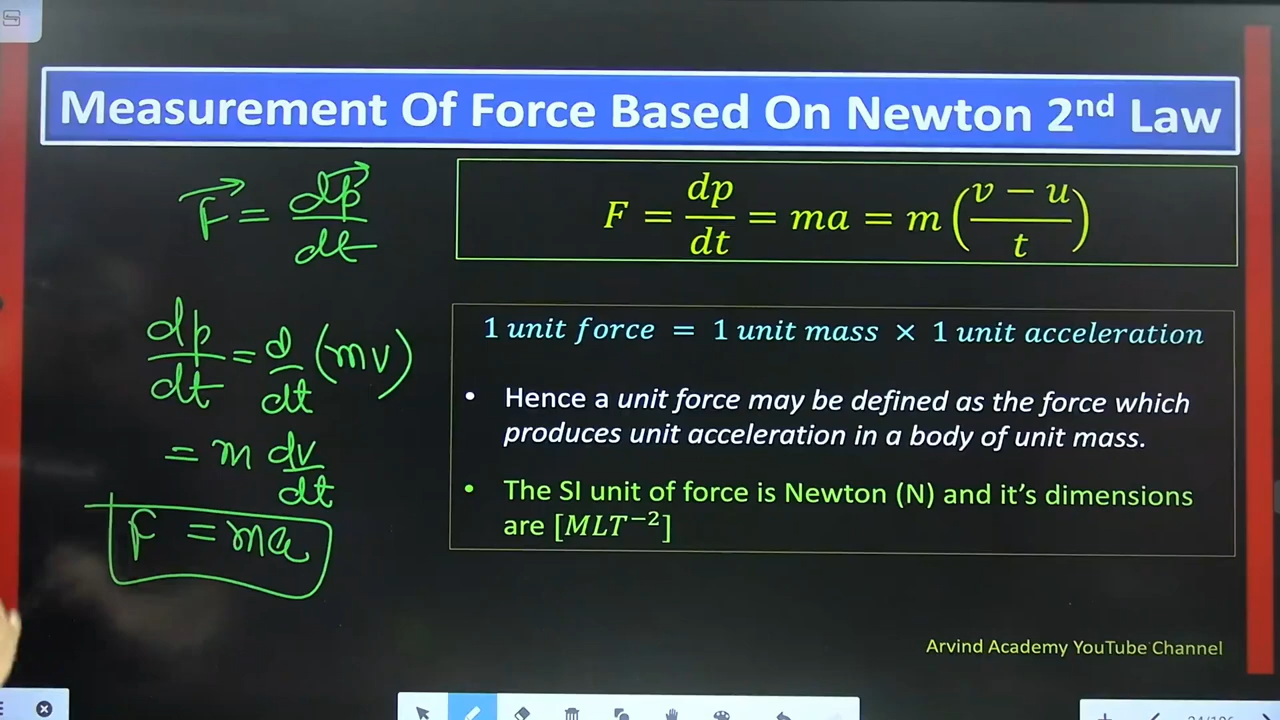 Measurement Of Force Based On Newton 2nd Law
F⃗ = dp⃗/dt
F = dp/dt = ma = m((v − u)/t)
dp/dt = d/dt (mv)
= m dv/dt
F = ma
1 unit force = 1 unit mass × 1 unit acceleration
• Hence a unit force may be defined as the force which
produces unit acceleration in a body of unit mass.
• The SI unit of force is Newton (N) and it's dimensions
are [MLT⁻²]
Arvind Academy YouTube Channel